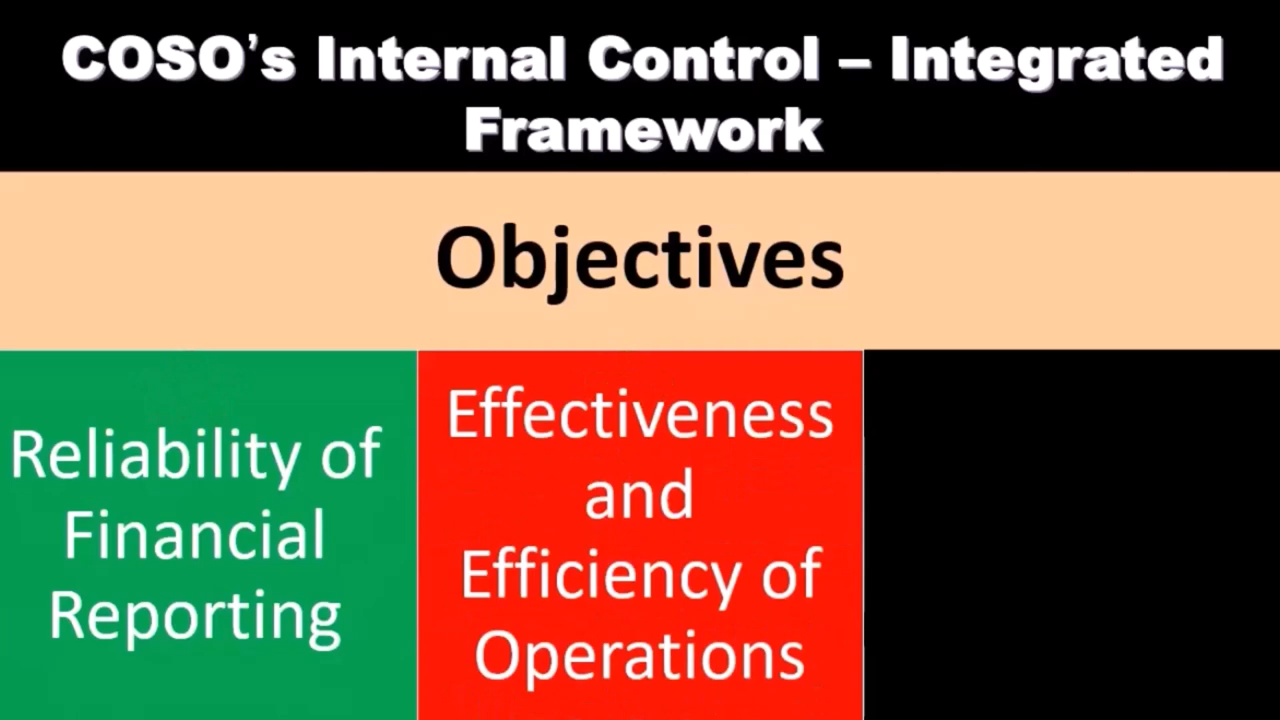 COSO’s Internal Control – Integrated
Framework
Objectives
Reliability of
Financial
Reporting
Effectiveness
and
Efficiency of
Operations